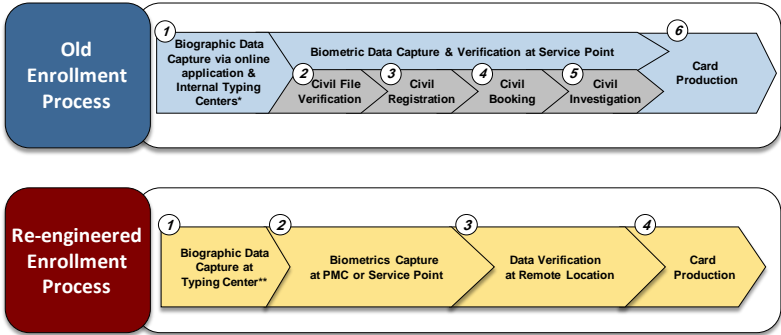 Old
Enrollment
Process
1
Biographic Data
Capture via online
application &
Internal Typing
Centers*
Biometric Data Capture & Verification at Service Point
2
Civil File
Verification
3
Civil
Registration
4
Civil
Booking
5
Civil
Investigation
6
Card
Production
Re-engineered
Enrollment
Process
1
Biographic Data
Capture at
Typing Center**
2
Biometrics Capture
at PMC or Service Point
3
Data Verification
at Remote Location
4
Card
Production